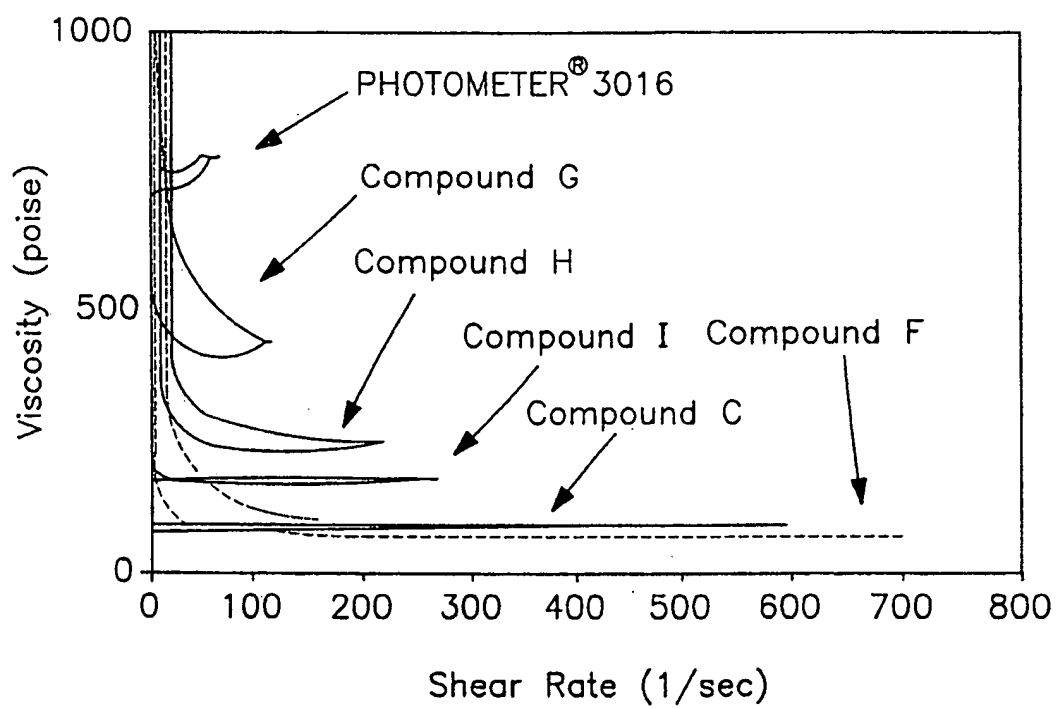 1000
PHOTOMETER® 3016
Compound G
Compound H
500
Compound I
Compound F
Compound C
Viscosity (poise)
0
0 100 200 300 400 500 600 700 800
Shear Rate (1/sec)